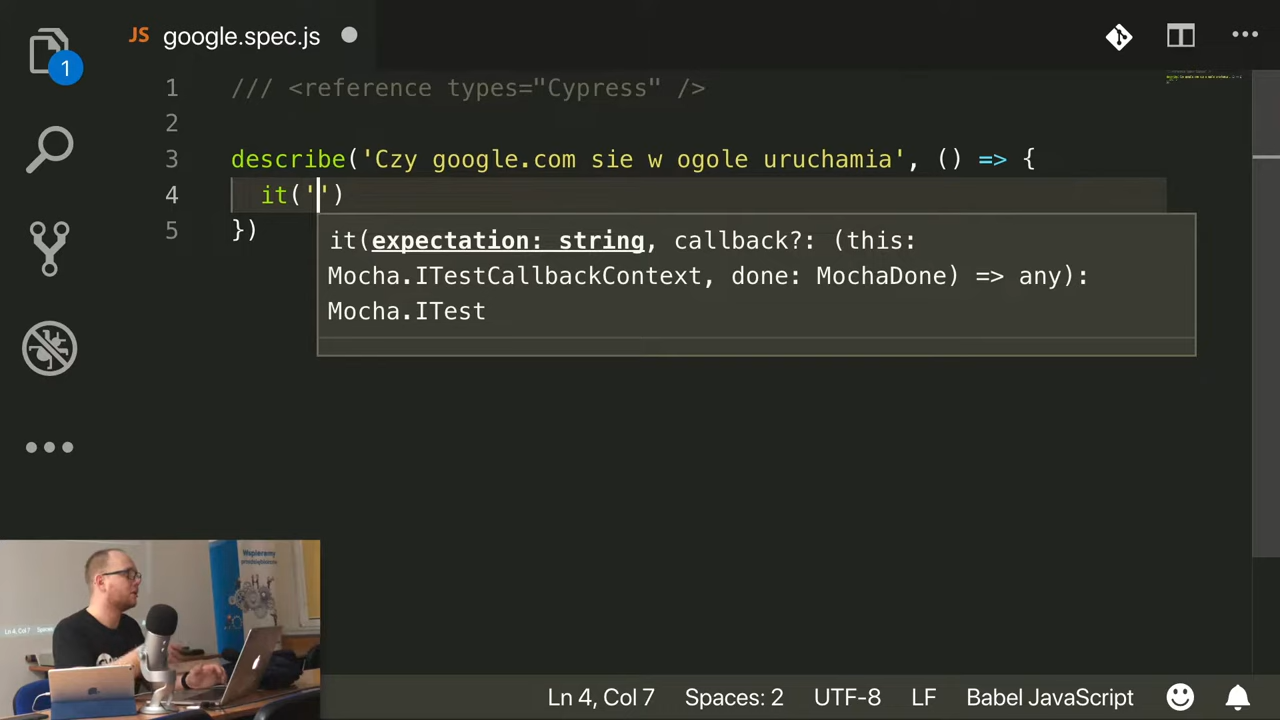 1
JS google.spec.js
1 /// <reference types="Cypress" />
2
3 describe('Czy google.com sie w ogole uruchamia', () => {
4 it('')
5 })
it(expectation: string, callback?: (this:
Mocha.ITestCallbackContext, done: MochaDone) => any):
Mocha.ITest
Wspieramy
Ln 4, Col 7 Spaces: 2 UTF-8 LF Babel JavaScript